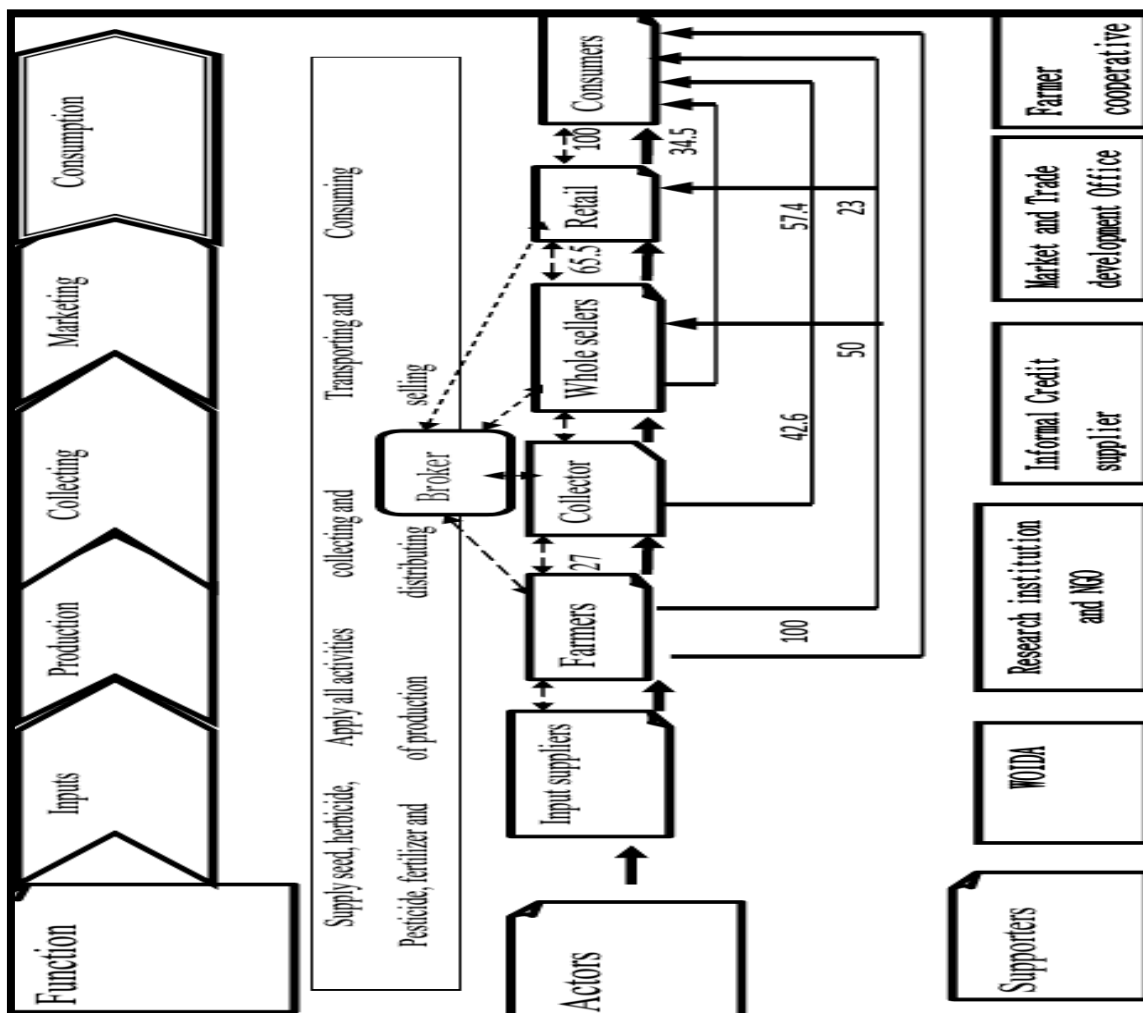 Function
Inputs
Production
Collecting
Marketing
Consumption
Supply seed, herbicide,
Pesticide, fertilizer and
Apply all activities
of production
collecting and
distributing
Transporting and
selling
Consuming
Broker
Actors
Input suppliers
Farmers
27
Collector
Whole sellers
65.5
Retail
100
Consumers
34.5
100
42.6
57.4
50
23
Supporters
WOIDA
Research institution
and NGO
Informal Credit
supplier
Market and Trade
development Office
Farmer
cooperative